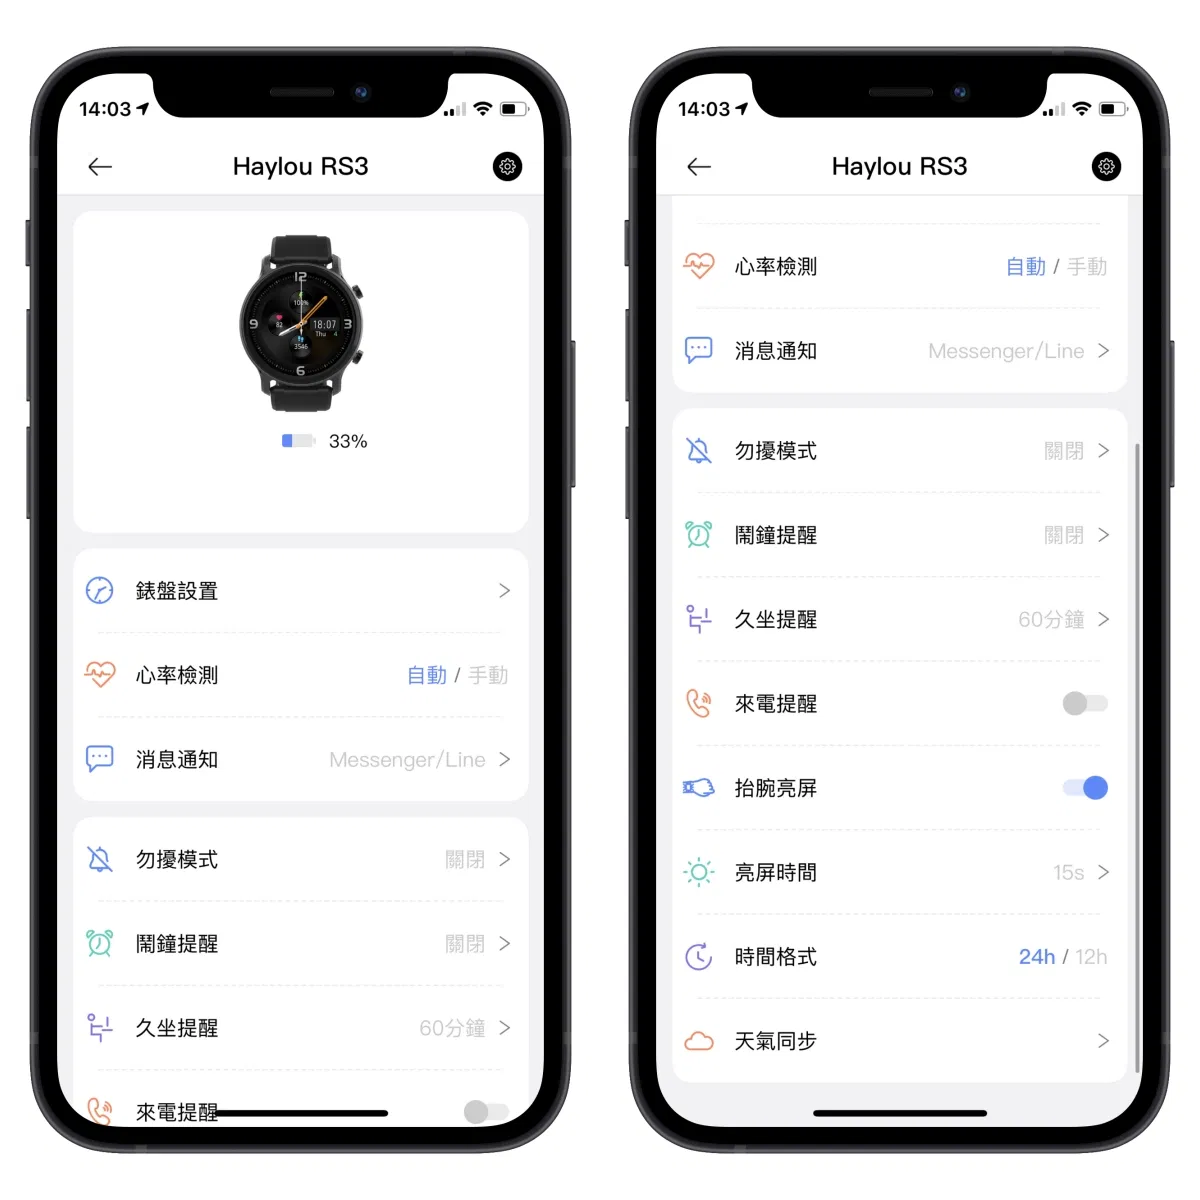 14:03
Haylou RS3
12
100%
9
82
18:07
3
Thu 4
3546
6
33%
錶盤設置
心率檢測
自動 / 手動
消息通知
Messenger/Line
勿擾模式
關閉
鬧鐘提醒
關閉
久坐提醒
60分鐘
來電提醒
14:03
Haylou RS3
心率檢測
自動 / 手動
消息通知
Messenger/Line
勿擾模式
關閉
鬧鐘提醒
關閉
久坐提醒
60分鐘
來電提醒
抬腕亮屏
亮屏時間
15s
時間格式
24h / 12h
天氣同步